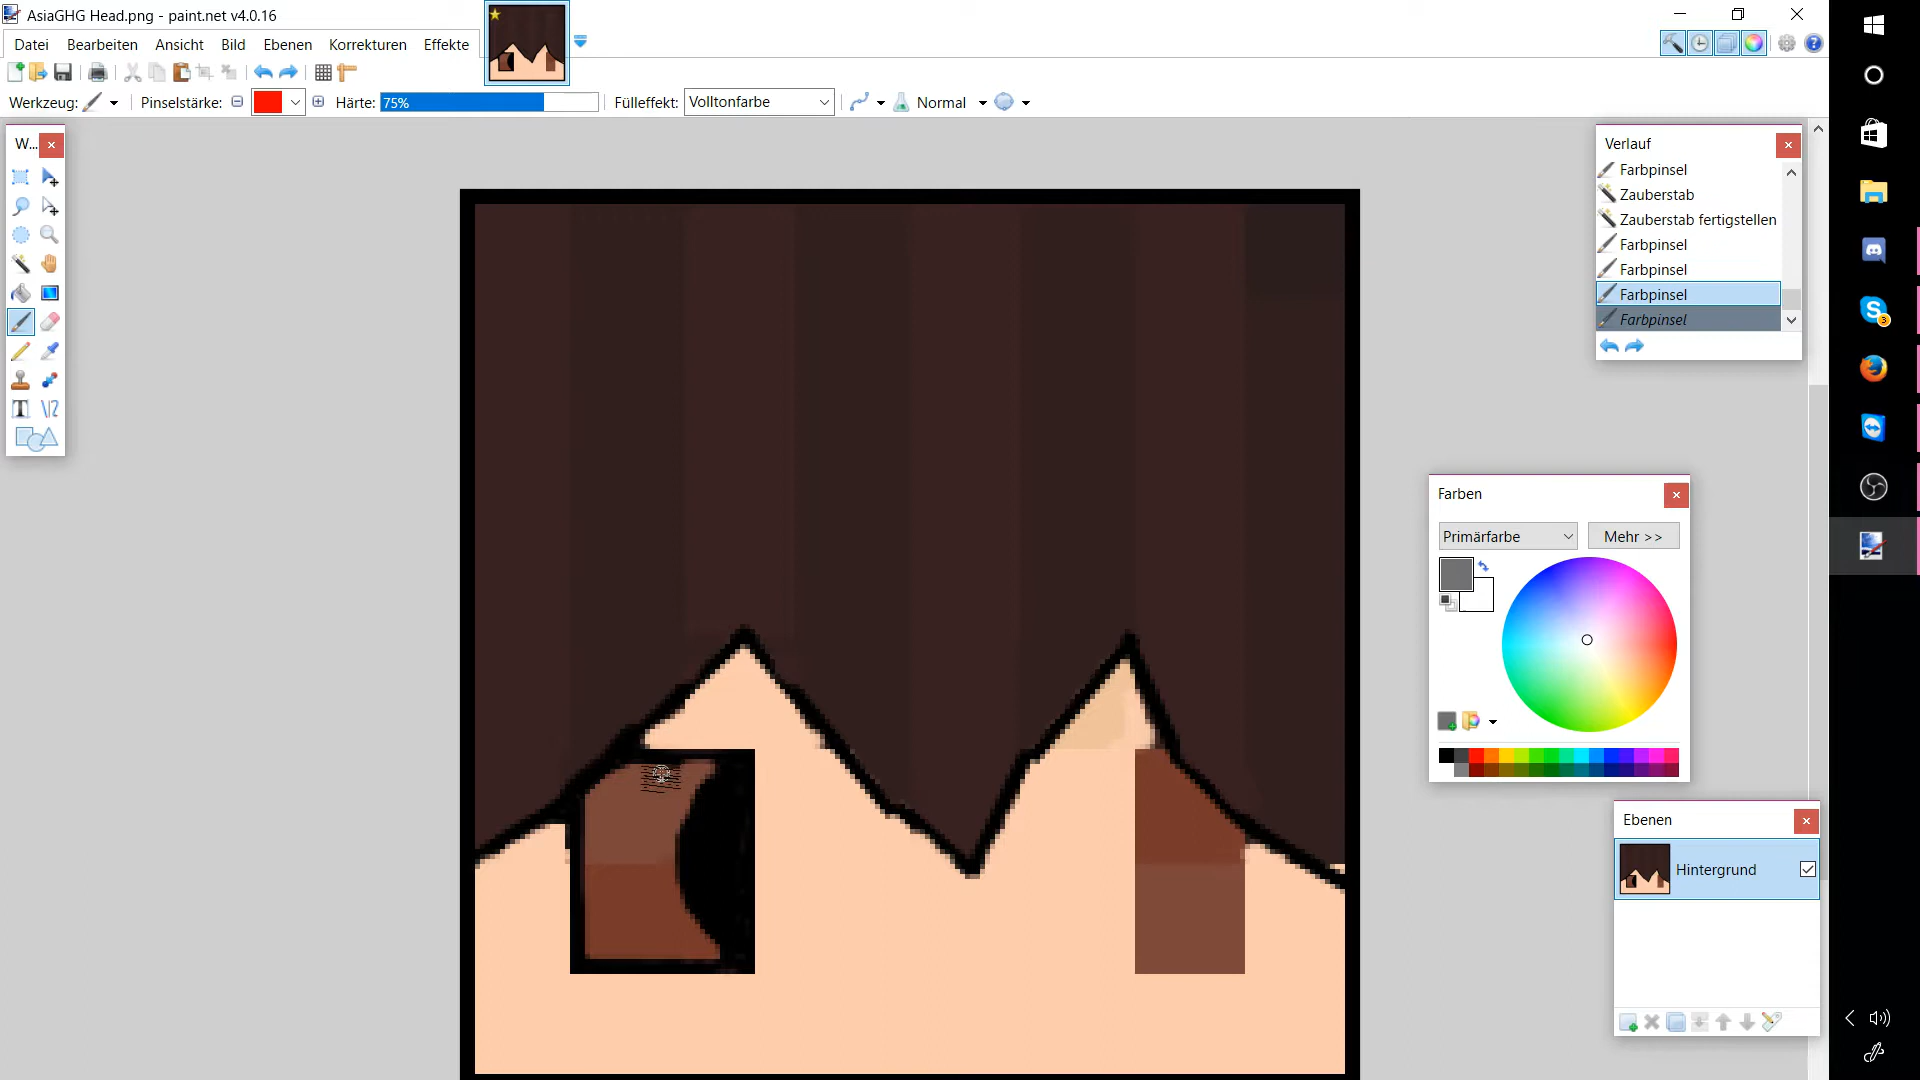 AsiaGHG Head.png - paint.net v4.0.16
Datei Bearbeiten Ansicht Bild Ebenen Korrekturen Effekte
Werkzeug: Pinselstärke: Härte: 75% Fülleffekt: Volltonfarbe Normal
W...
Verlauf
Farbpinsel
Zauberstab
Zauberstab fertigstellen
Farbpinsel
Farbpinsel
Farbpinsel
Farbpinsel
Farben
Primärfarbe Mehr >>
Ebenen
Hintergrund